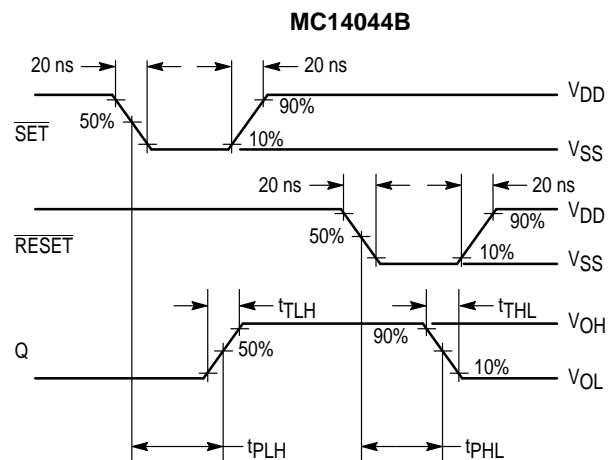 MC14044B
20 ns 20 ns
VDD
90%
50%
SET
10%
VSS
20 ns 20 ns
VDD
90%
50%
RESET
10%
VSS
tTLH tTHL
VOH
90%
Q
50%
10%
VOL
tPLH tPHL